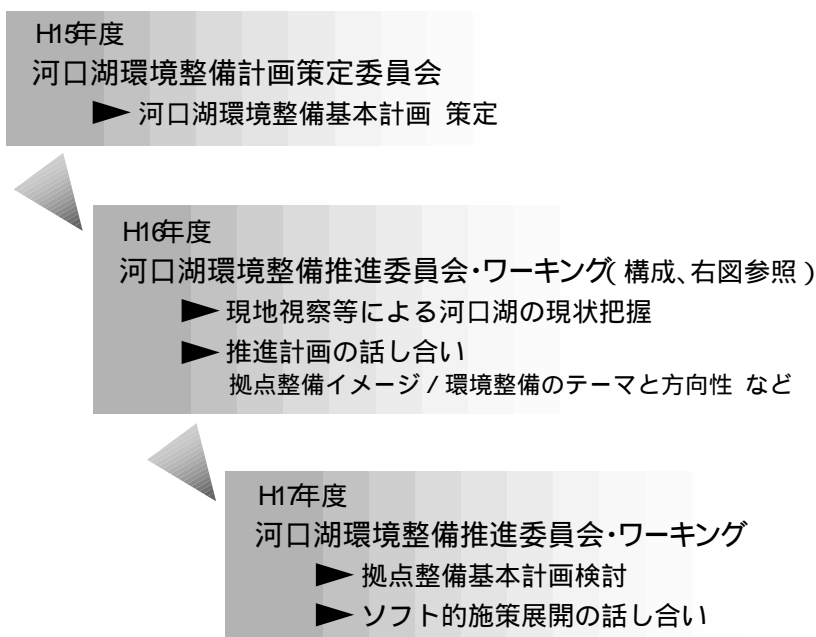 H15年度
河口湖環境整備計画策定委員会
► 河口湖環境整備基本計画 策定
H16年度
河口湖環境整備推進委員会・ワーキング(構成、右図参照)
► 現地視察等による河口湖の現状把握
► 推進計画の話し合い
拠点整備イメージ/環境整備のテーマと方向性 など
H17年度
河口湖環境整備推進委員会・ワーキング
► 拠点整備基本計画検討
► ソフト的施策展開の話し合い